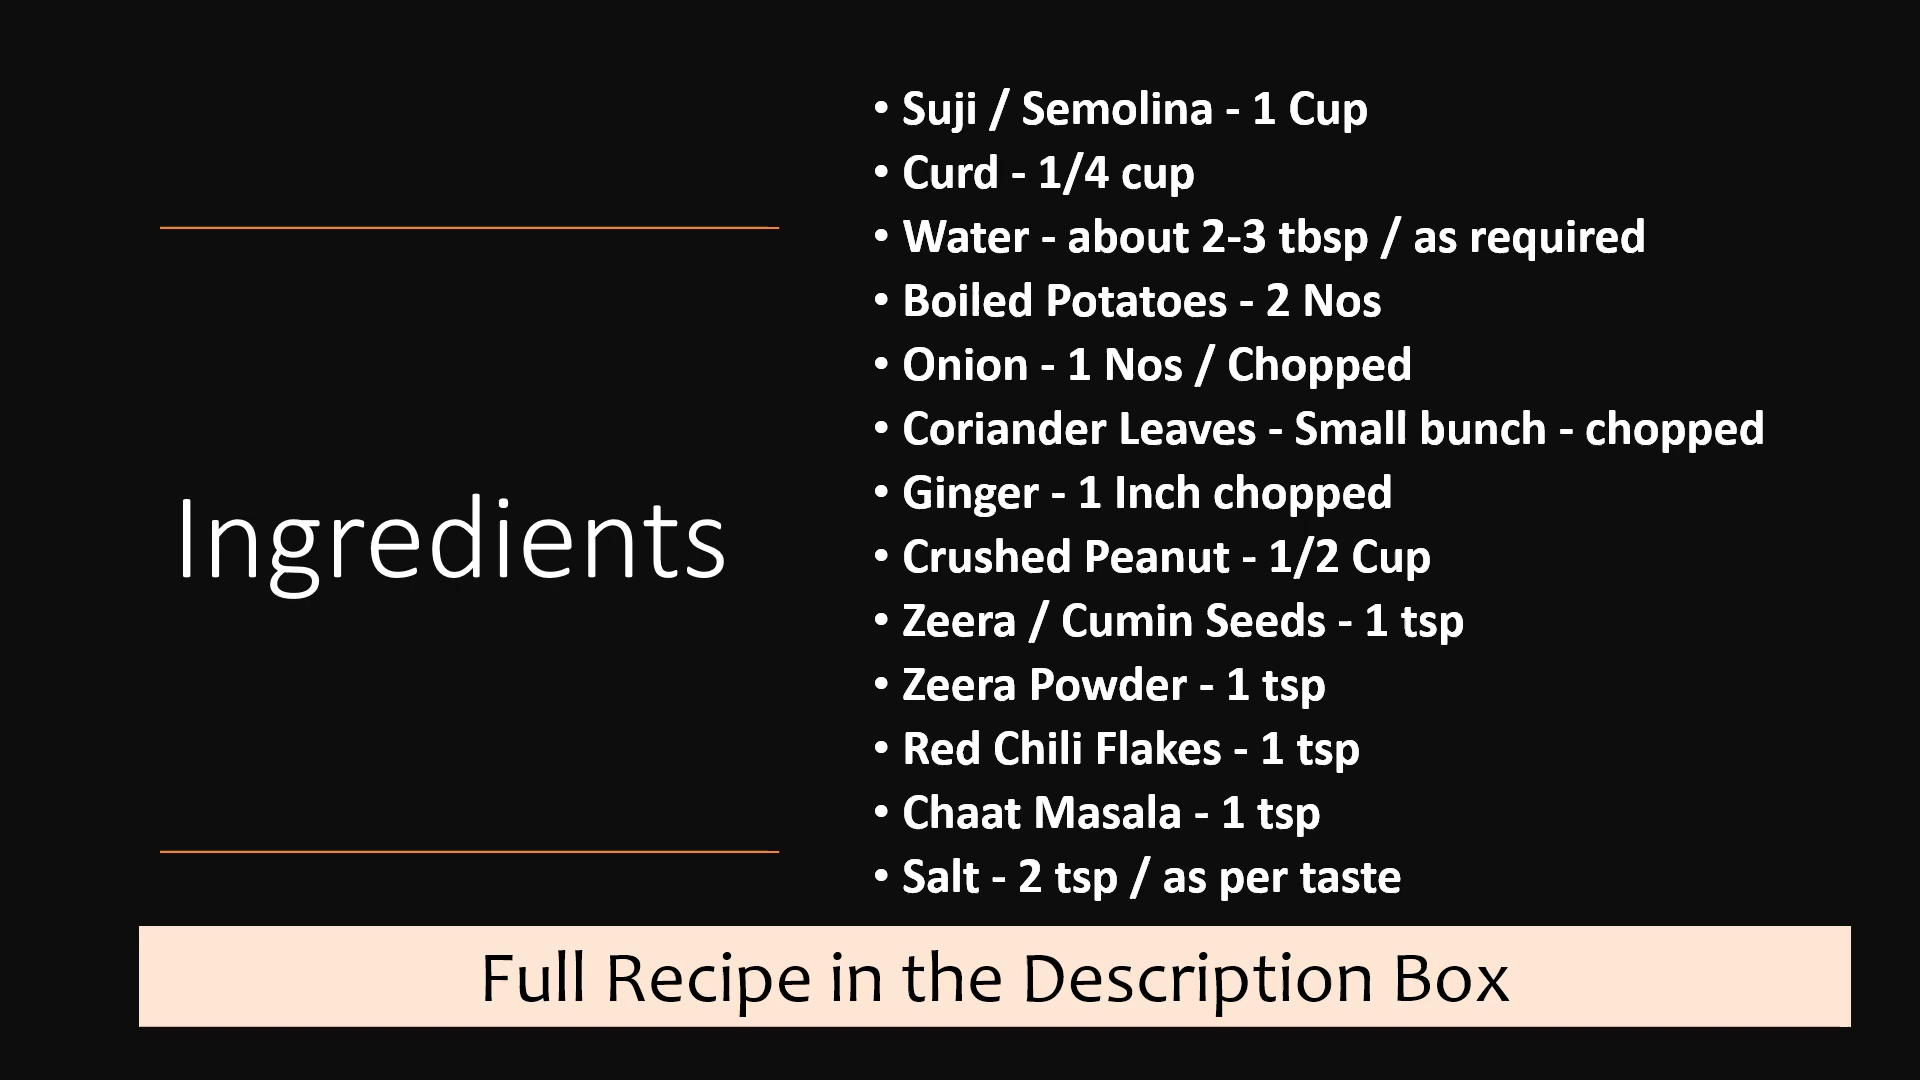 Ingredients
• Suji / Semolina - 1 Cup
• Curd - 1/4 cup
• Water - about 2-3 tbsp / as required
• Boiled Potatoes - 2 Nos
• Onion - 1 Nos / Chopped
• Coriander Leaves - Small bunch - chopped
• Ginger - 1 Inch chopped
• Crushed Peanut - 1/2 Cup
• Zeera / Cumin Seeds - 1 tsp
• Zeera Powder - 1 tsp
• Red Chili Flakes - 1 tsp
• Chaat Masala - 1 tsp
• Salt - 2 tsp / as per taste
Full Recipe in the Description Box